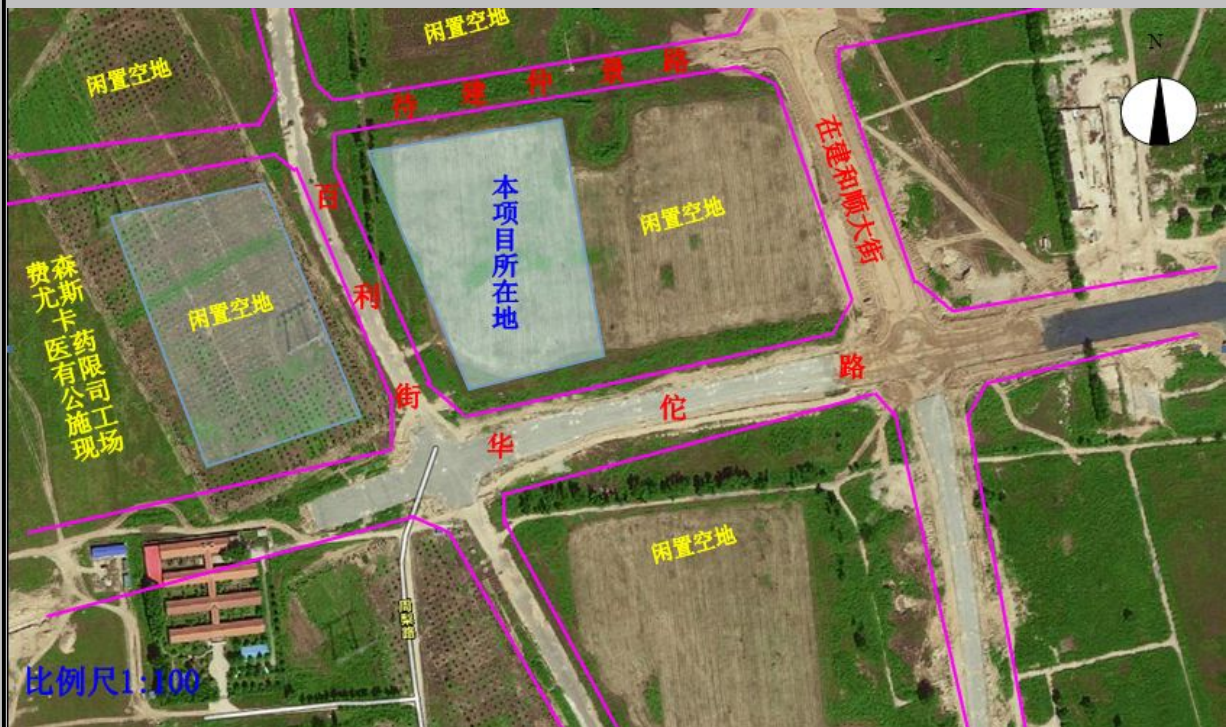 闲置空地
闲置空地
N
待建仲景路
在建和顺大街
百利街
本项目所在地
闲置空地
费森
尤斯
卡
医药
有限
公司
施工
现场
闲置空地
华佗路
闲置空地
比例尺1:100